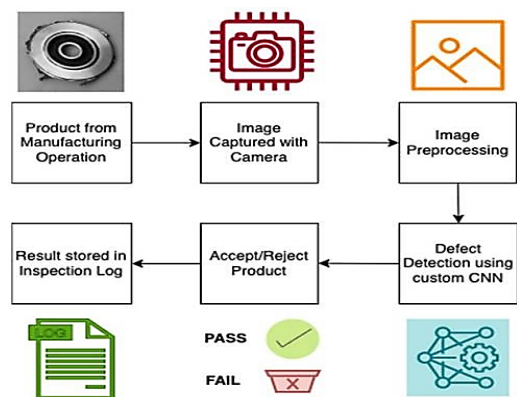 Product from
Manufacturing
Operation
Image
Captured with
Camera
Image
Preprocessing
Result stored in
Inspection Log
Accept/Reject
Product
Defect
Detection using
custom CNN
LOG
PASS
FAIL